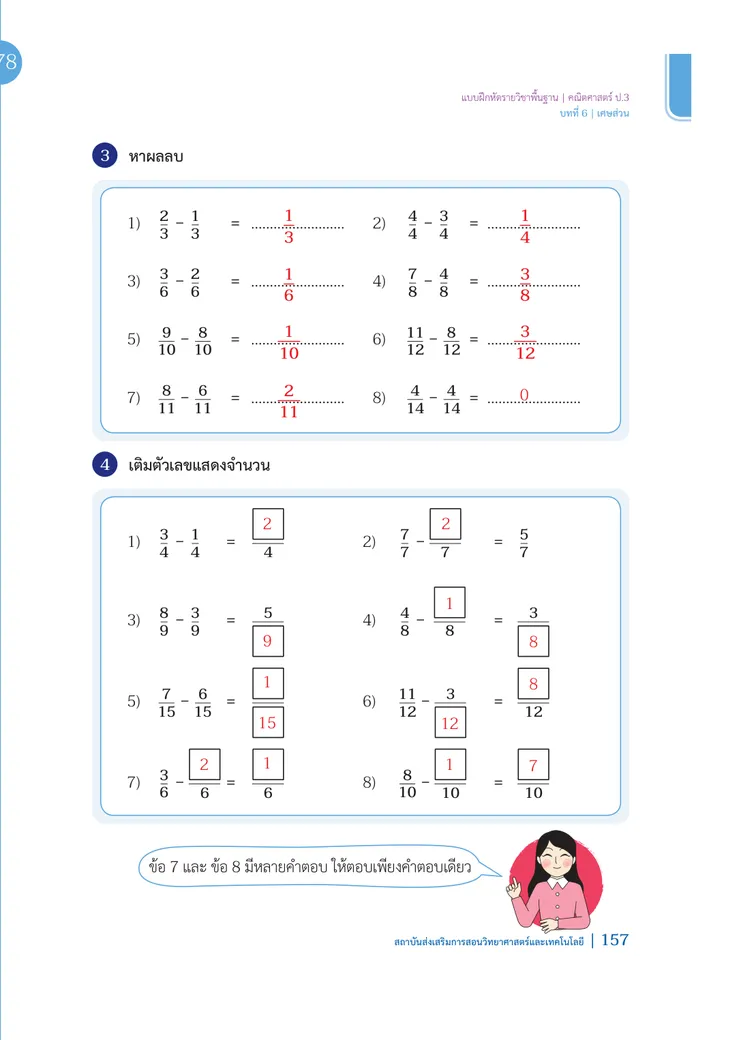 78
แบบฝึกหัดรายวิชาพื้นฐาน | คณิตศาสตร์ ป.3
บทที่ 6 | เศษส่วน
3 หาผลลบ
1) 2/3 − 1/3 = ........ 1/3 ........ 2) 4/4 − 3/4 = ........ 1/4 ........
3) 3/6 − 2/6 = ........ 1/6 ........ 4) 7/8 − 4/8 = ........ 3/8 ........
5) 9/10 − 8/10 = ........ 1/10 ........ 6) 11/12 − 8/12 = ........ 3/12 ........
7) 8/11 − 6/11 = ........ 2/11 ........ 8) 4/14 − 4/14 = ........ 0 ........
4 เติมตัวเลขแสดงจำนวน
1) 3/4 − 1/4 = 2/4 2) 7/7 − 2/7 = 5/7
3) 8/9 − 3/9 = 5/9 4) 4/8 − 1/8 = 3/8
5) 7/15 − 6/15 = 1/15 6) 11/12 − 3/12 = 8/12
7) 3/6 − 2/6 = 1/6 8) 8/10 − 1/10 = 7/10
ข้อ 7 และ ข้อ 8 มีหลายคำตอบ ให้ตอบเพียงคำตอบเดียว
สถาบันส่งเสริมการสอนวิทยาศาสตร์และเทคโนโลยี | 157